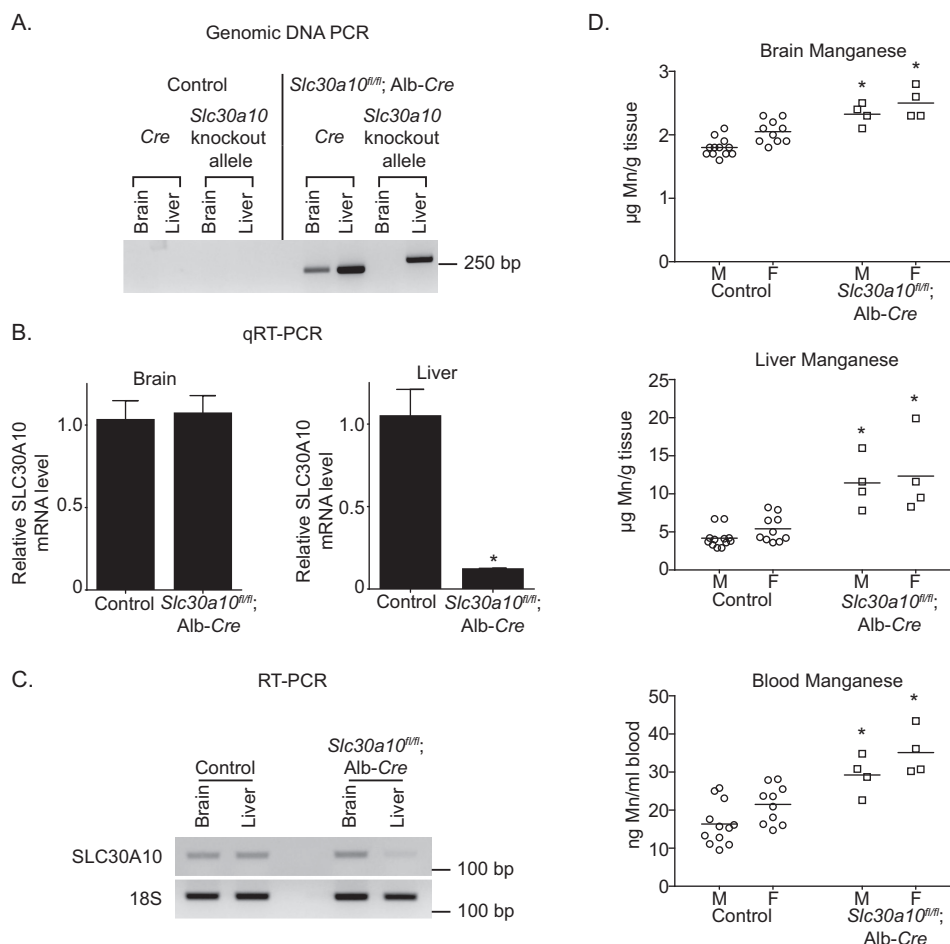 A.
Genomic DNA PCR
Control
Slc30a10fl/fl; Alb-Cre
Cre
Slc30a10
knockout
allele
Cre
Slc30a10
knockout
allele
Brain
Liver
Brain
Liver
Brain
Liver
Brain
Liver
250 bp
B.
qRT-PCR
Brain
Relative SLC30A10
mRNA level
1.0
0.5
0
Control
Slc30a10fl/fl;
Alb-Cre
Liver
Relative SLC30A10
mRNA level
1.0
0.5
0
*
Control
Slc30a10fl/fl;
Alb-Cre
C.
RT-PCR
Control
Slc30a10fl/fl;
Alb-Cre
Brain
Liver
Brain
Liver
SLC30A10
100 bp
18S
100 bp
D.
Brain Manganese
µg Mn/g tissue
3
2
1
0
*
*
M
F
M
F
Control
Slc30a10fl/fl;
Alb-Cre
Liver Manganese
µg Mn/g tissue
25
20
15
10
5
0
*
*
M
F
M
F
Control
Slc30a10fl/fl;
Alb-Cre
Blood Manganese
ng Mn/ml blood
50
40
30
20
10
0
*
*
M
F
M
F
Control
Slc30a10fl/fl;
Alb-Cre